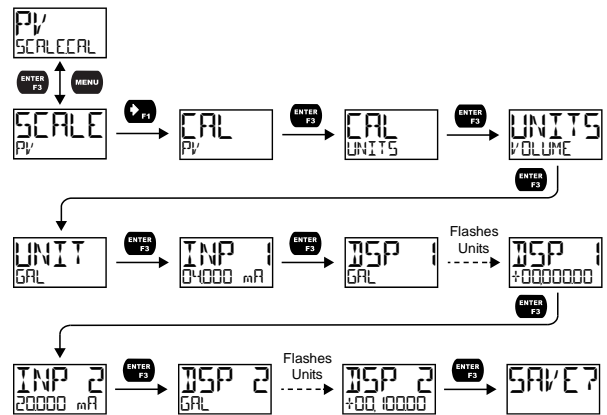 PV
SCALECAL
ENTER
F3
MENU
SCALE
PV
F1
CAL
PV
ENTER
F3
CAL
UNITS
ENTER
F3
UNITS
VOLUME
ENTER
F3
UNIT
GAL
ENTER
F3
INP 1
04.000 mA
ENTER
F3
DSP 1
GAL
Flashes
Units
DSP 1
+00,000.00
ENTER
F3
INP 2
20.000 mA
ENTER
F3
DSP 2
GAL
Flashes
Units
DSP 2
+00,100.00
ENTER
F3
SAVE?